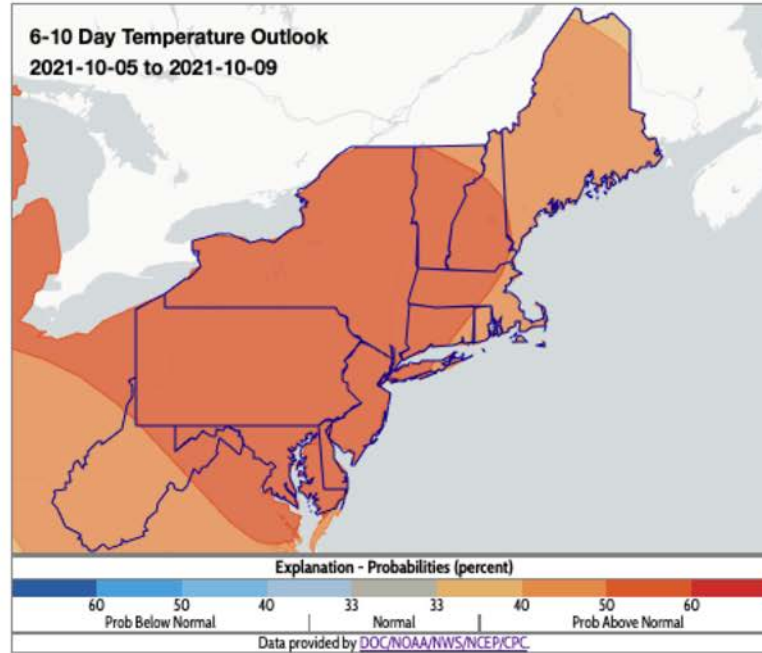 6-10 Day Temperature Outlook
2021-10-05 to 2021-10-09
Explanation - Probabilities (percent)
60 50 40 33 33 40 50 60
Prob Below Normal Normal Prob Above Normal
Data provided by DOC/NOAA/NWS/NCEP/CPC.